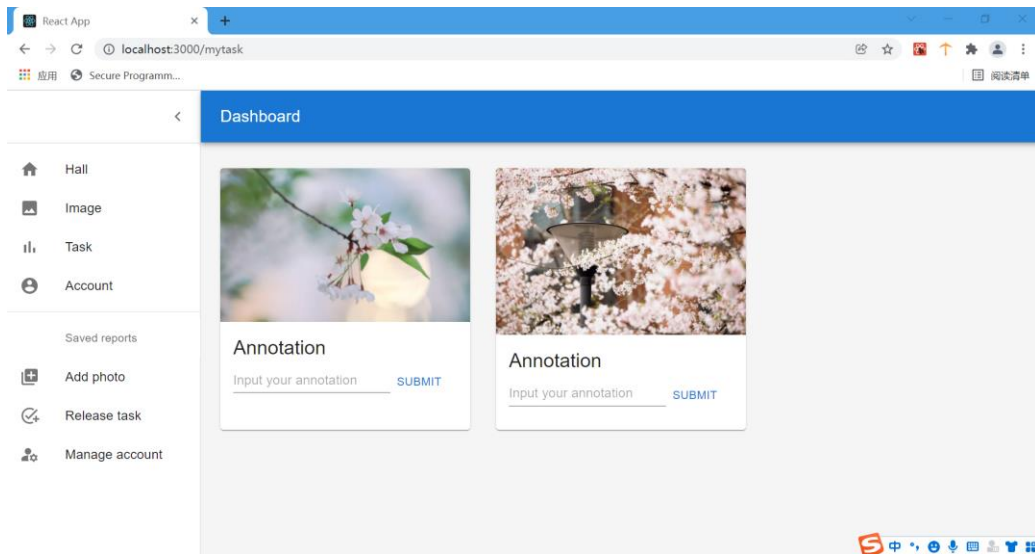 React App
localhost:3000/mytask
应用
Secure Programm...
阅读清单
Dashboard
Hall
Image
Task
Account
Saved reports
Add photo
Release task
Manage account
Annotation
Input your annotation SUBMIT
Annotation
Input your annotation SUBMIT
中